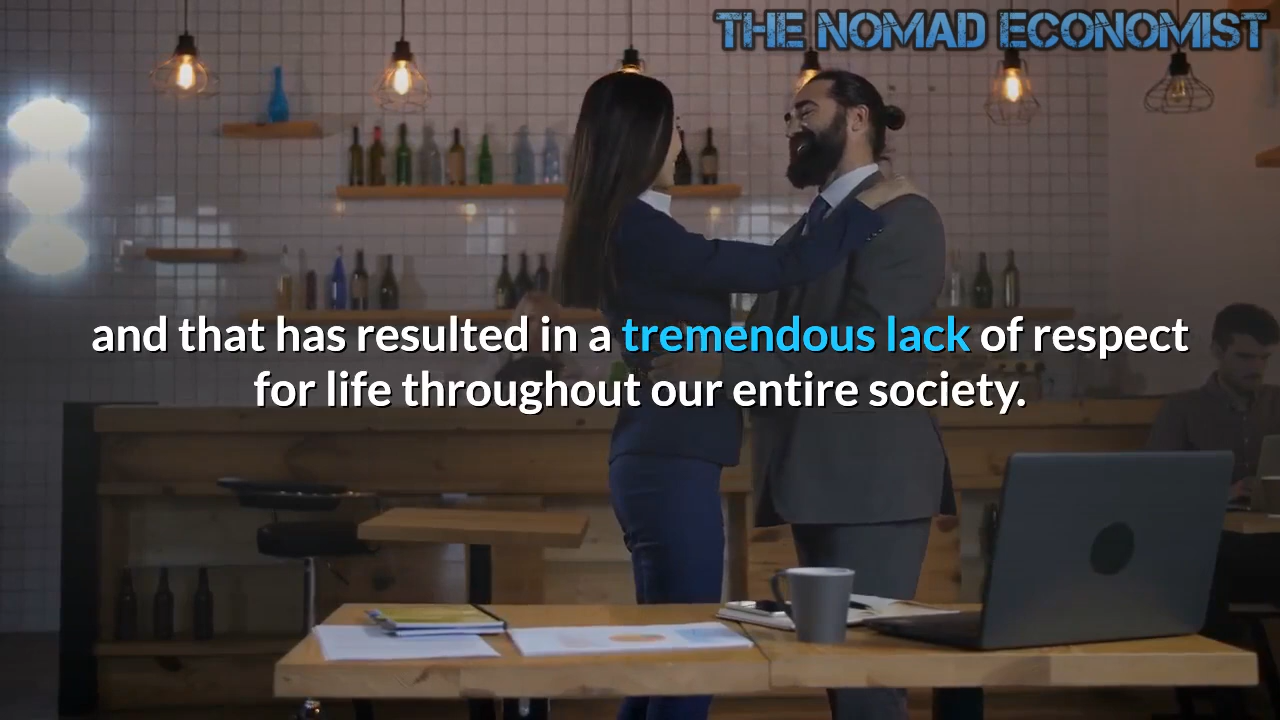 THE NOMAD ECONOMIST
and that has resulted in a tremendous lack of respect
for life throughout our entire society.